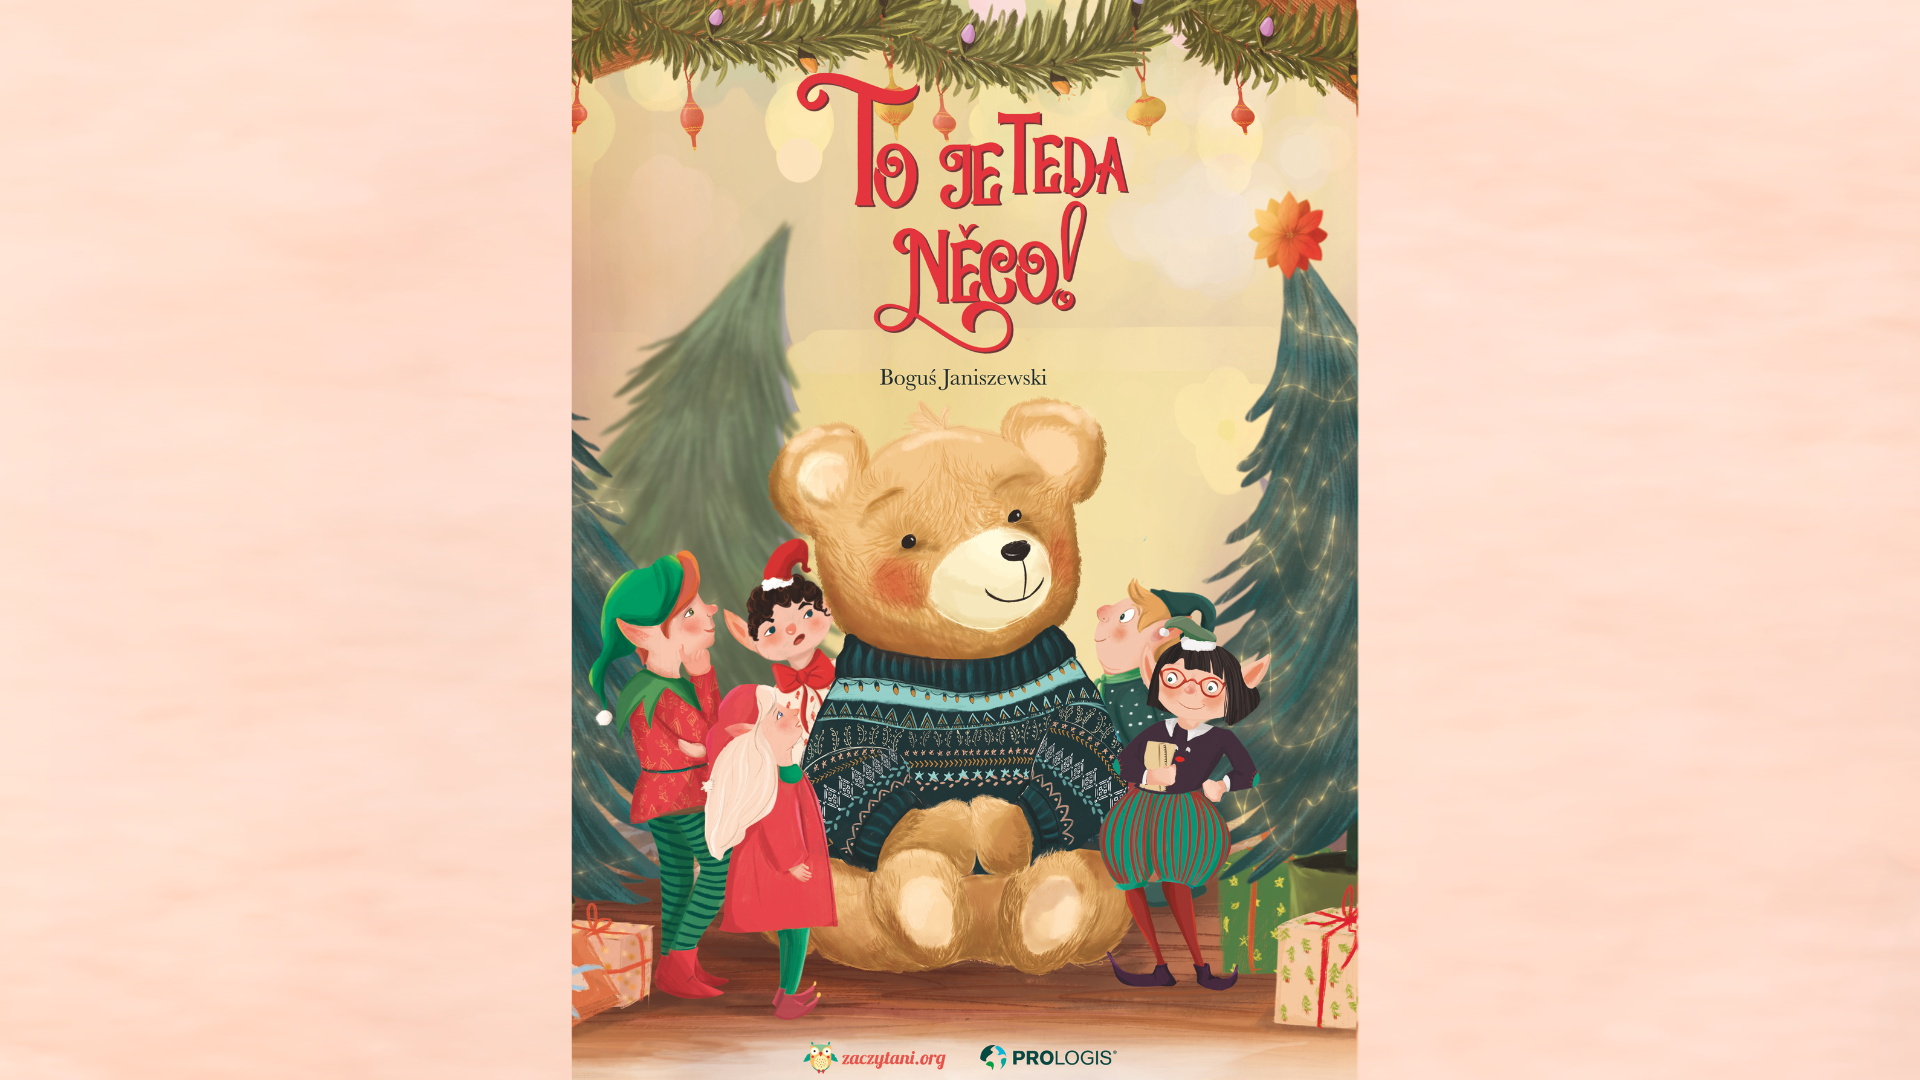 To je teda
něco!
Boguś Janiszewski
zaczytani.org
PROLOGIS®